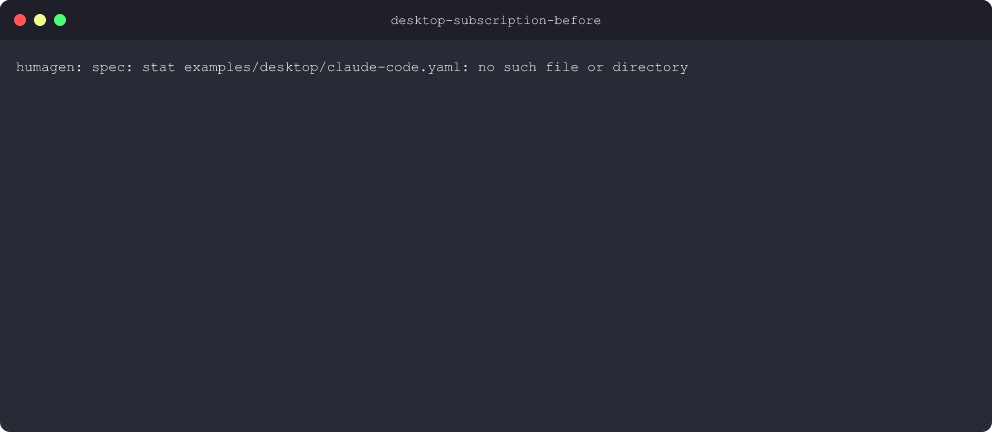 desktop-subscription-before
humagen: spec: stat examples/desktop/claude-code.yaml: no such file or directory